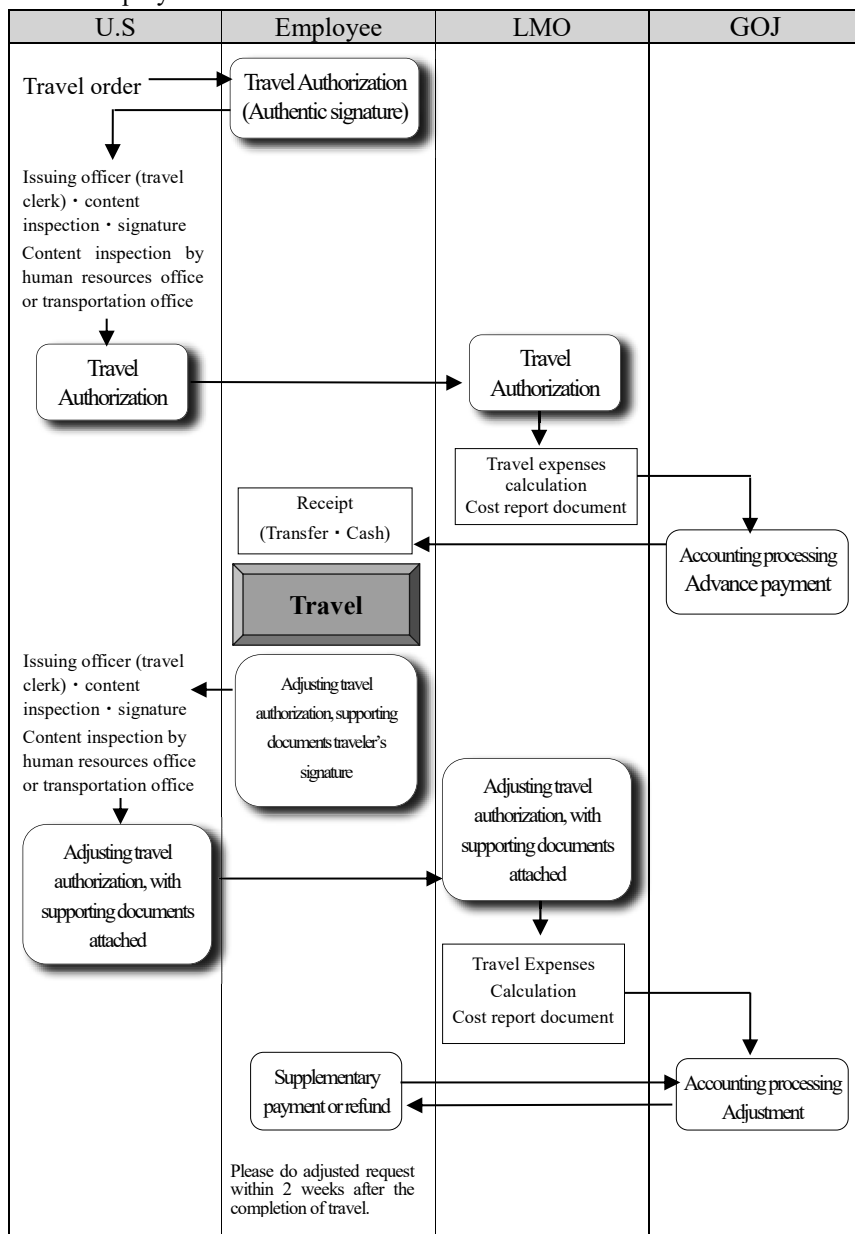 U.S
Employee
LMO
GOJ
Travel order
Travel Authorization
(Authentic signature)
Issuing officer (travel
clerk)・content
inspection・signature
Content inspection by
human resources office
or transportation office
Travel
Authorization
Travel
Authorization
Travel expenses
calculation
Cost report document
Receipt
(Transfer・Cash)
Accounting processing
Advance payment
Travel
Issuing officer (travel
clerk)・content
inspection・signature
Content inspection by
human resources office
or transportation office
Adjusting travel
authorization, supporting
documents traveler's
signature
Adjusting travel
authorization, with
supporting documents
attached
Adjusting travel
authorization, with
supporting documents
attached
Travel Expenses
Calculation
Cost report document
Supplementary
payment or refund
Accounting processing
Adjustment
Please do adjusted request
within 2 weeks after the
completion of travel.